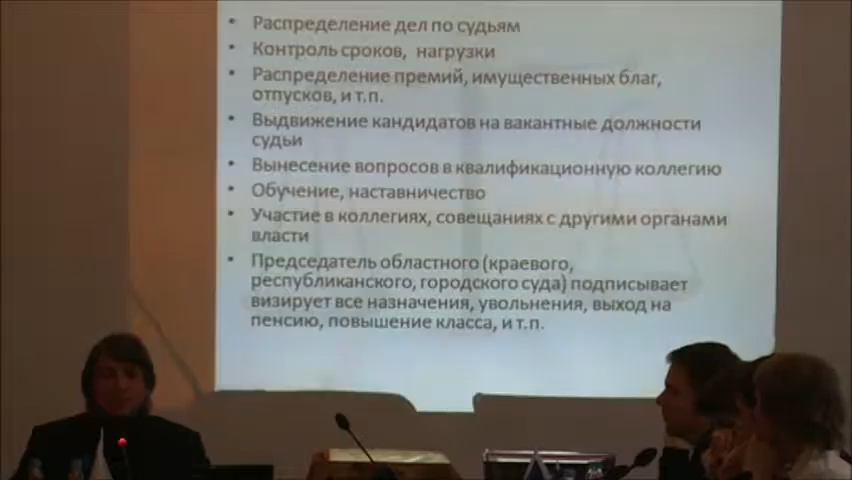 • Распределение дел по судьям
• Контроль сроков, нагрузки
• Распределение премий, имущественных благ,
отпусков, и т.п.
• Выдвижение кандидатов на вакантные должности
судьи
• Вынесение вопросов в квалификационную коллегию
• Обучение, наставничество
• Участие в коллегиях, совещаниях с другими органами
власти
• Председатель областного (краевого,
республиканского, городского суда) подписывает
визирует все назначения, увольнения, выход на
пенсию, повышение класса, и т.п.